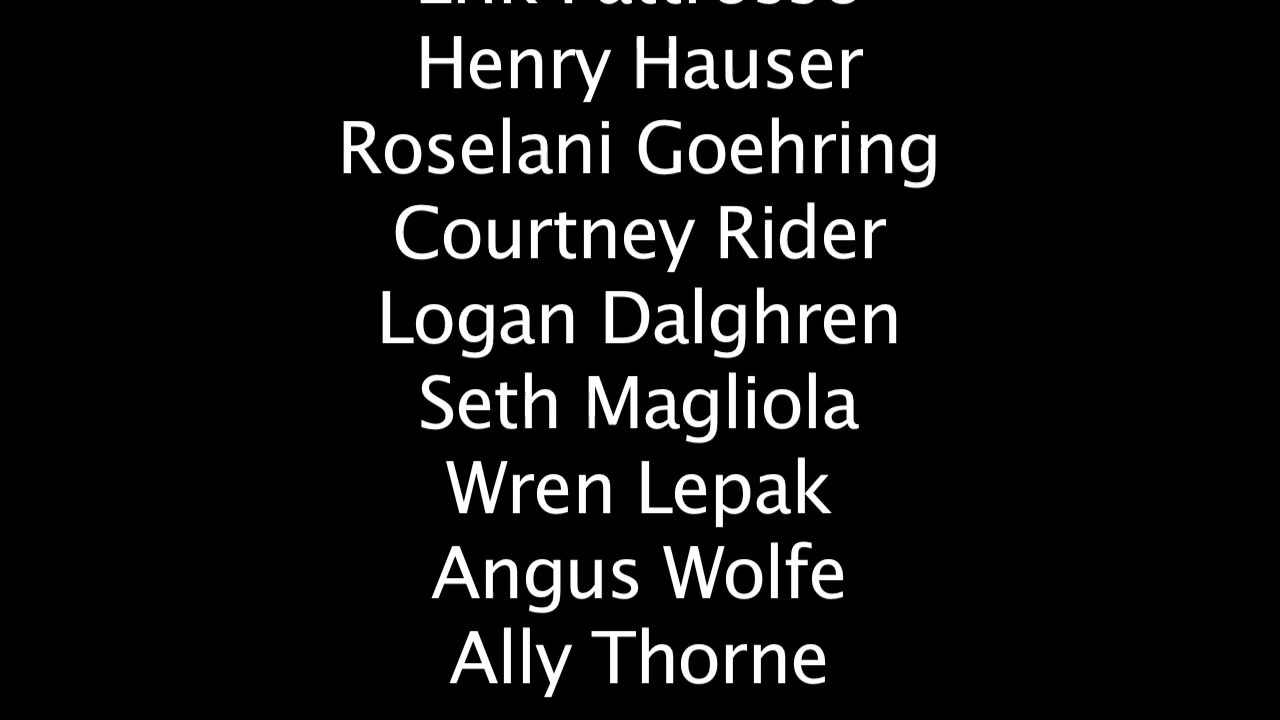 Henry Hauser
Roselani Goehring
Courtney Rider
Logan Dalghren
Seth Magliola
Wren Lepak
Angus Wolfe
Ally Thorne